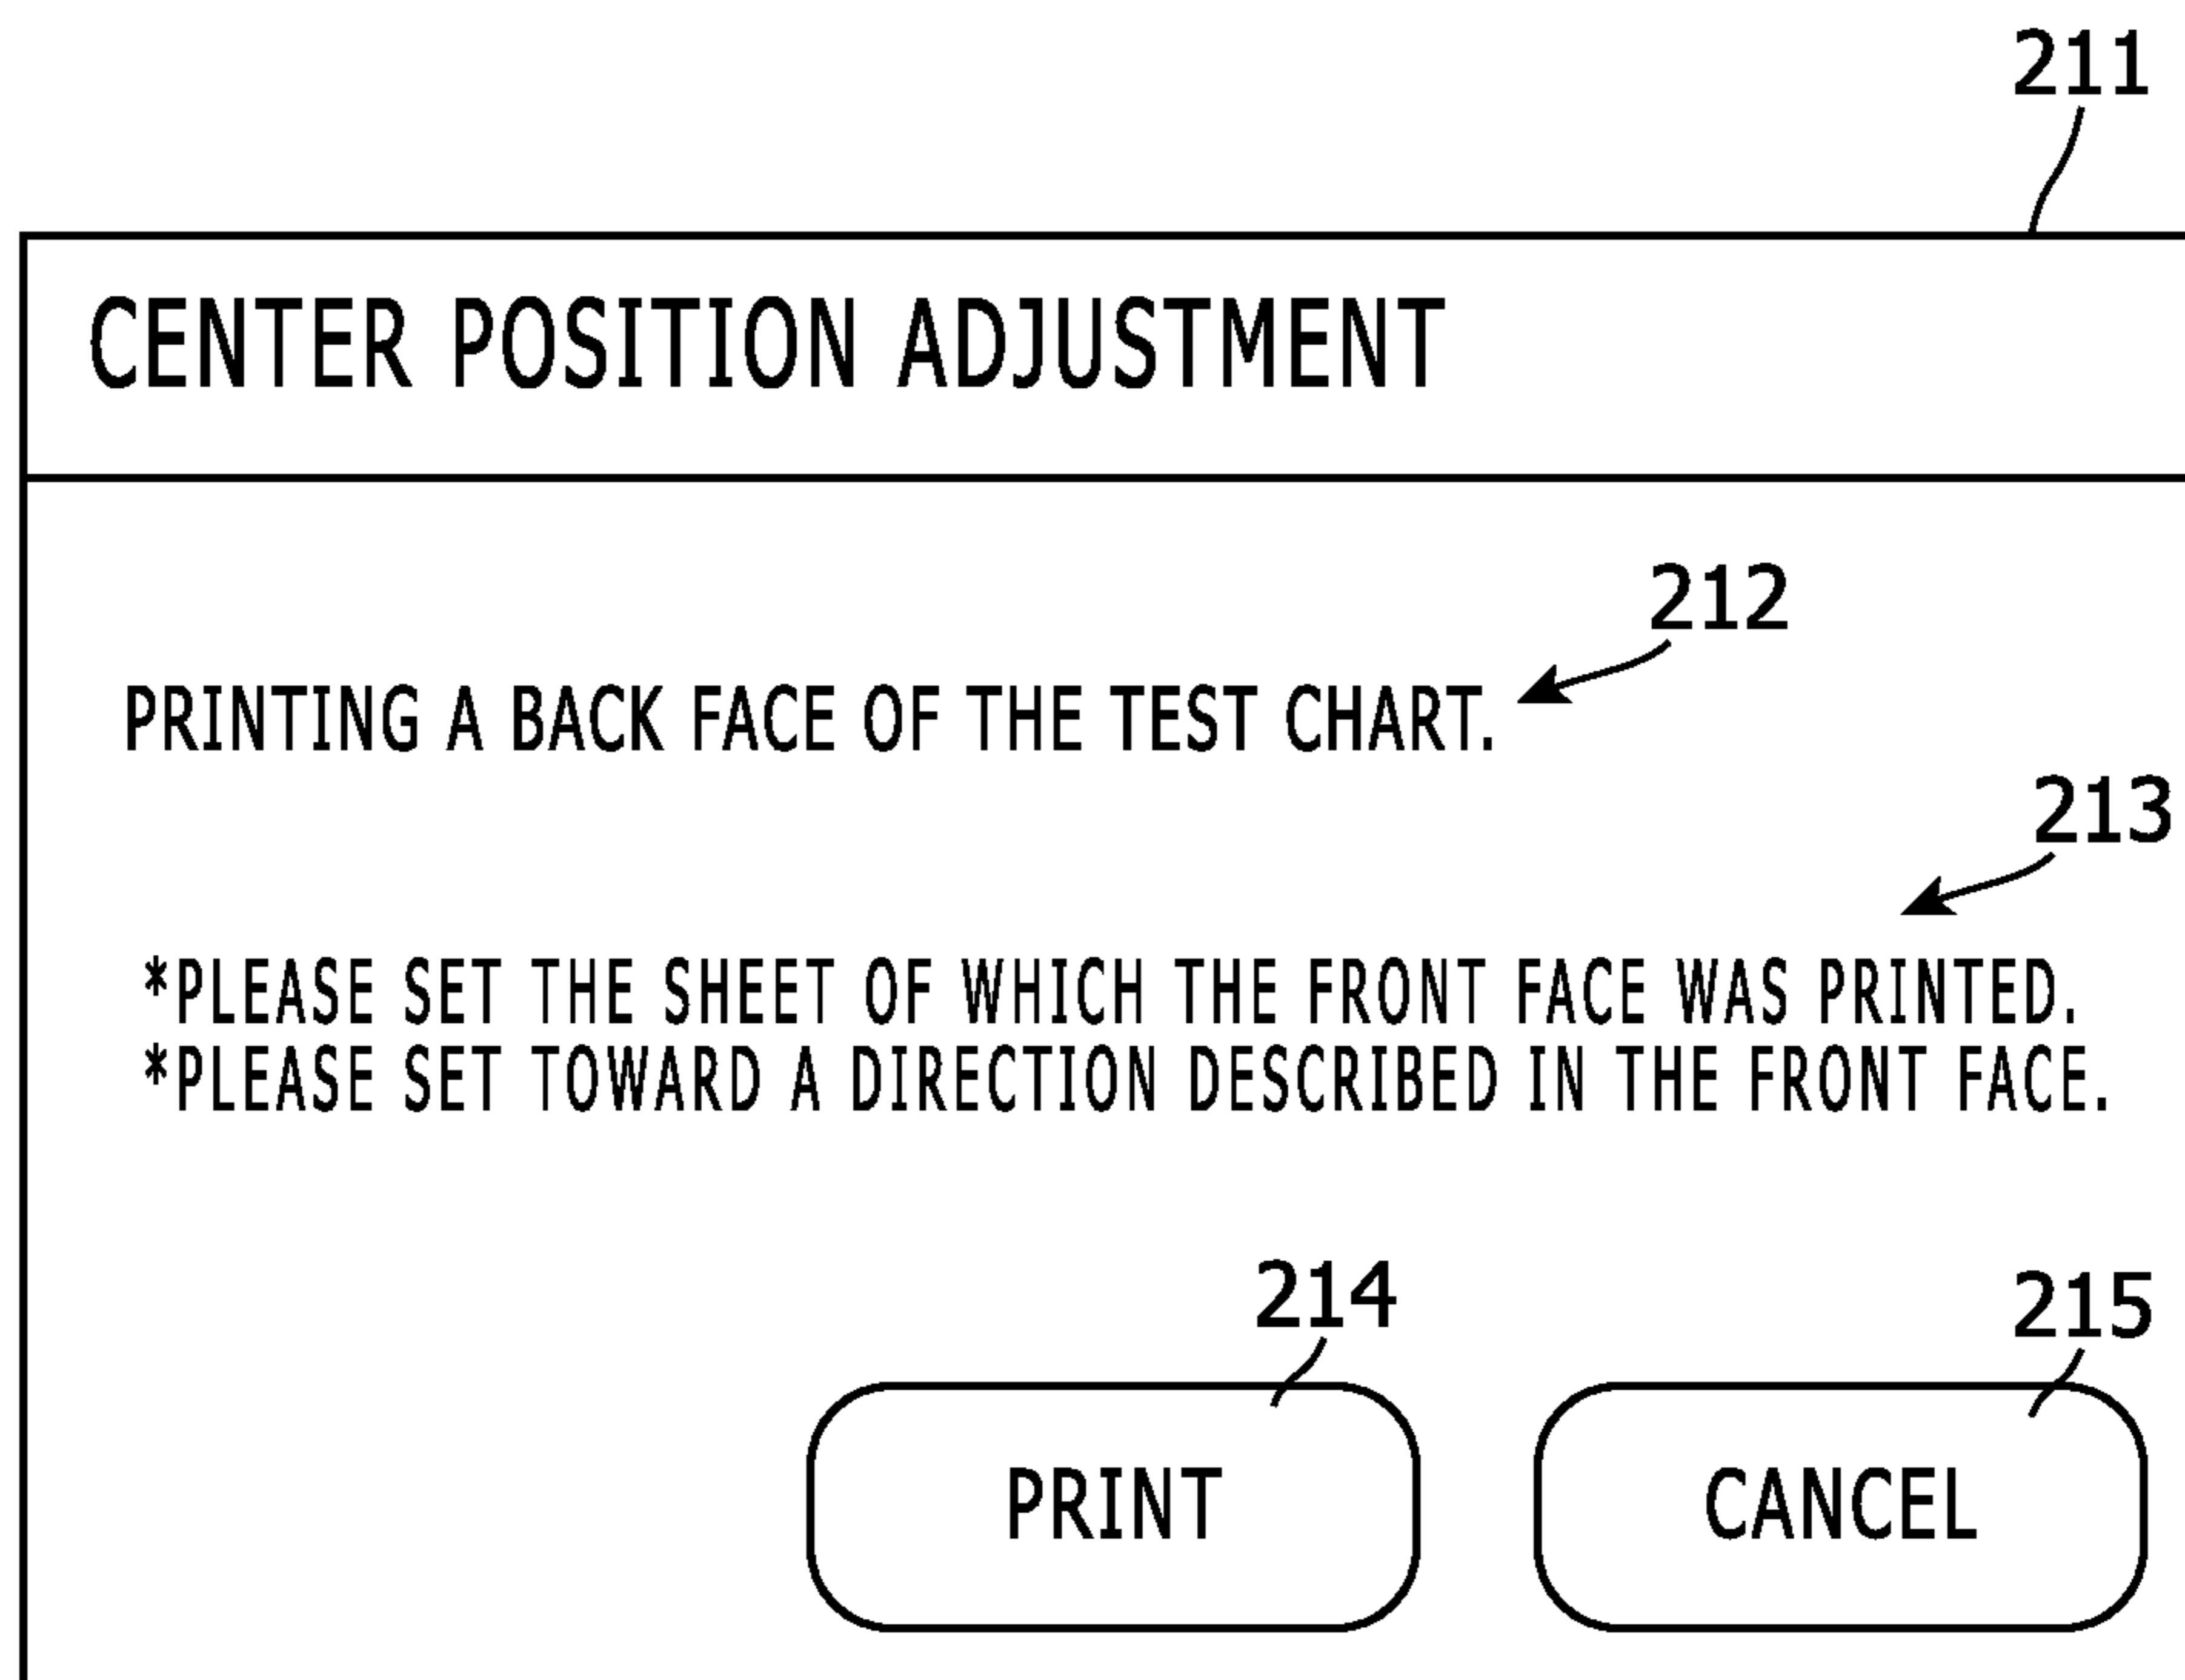 211
CENTER POSITION ADJUSTMENT
212
PRINTING A BACK FACE OF THE TEST CHART.
213
*PLEASE SET THE SHEET OF WHICH THE FRONT FACE WAS PRINTED.
*PLEASE SET TOWARD A DIRECTION DESCRIBED IN THE FRONT FACE.
214 215
PRINT CANCEL